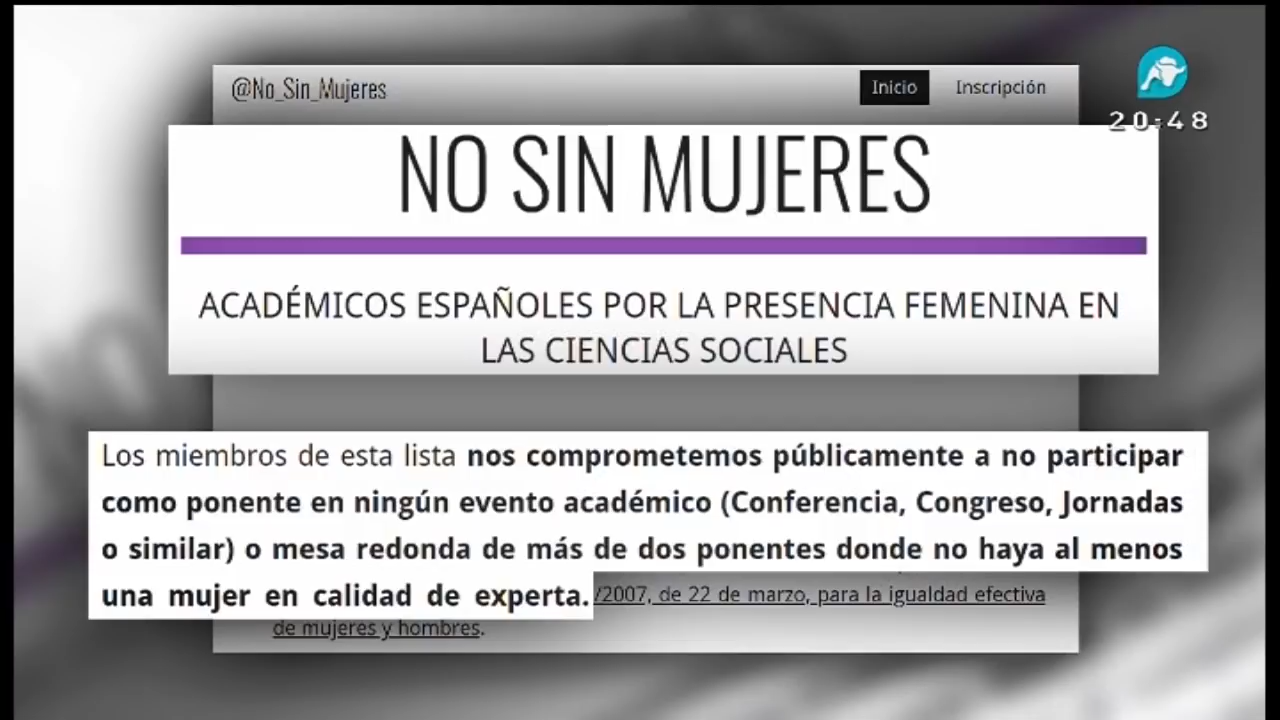 @No_Sin_Mujeres
Inicio
Inscripción
20:48
NO SIN MUJERES
ACADÉMICOS ESPAÑOLES POR LA PRESENCIA FEMENINA EN
LAS CIENCIAS SOCIALES
Los miembros de esta lista nos comprometemos públicamente a no participar
como ponente en ningún evento académico (Conferencia, Congreso, Jornadas
o similar) o mesa redonda de más de dos ponentes donde no haya al menos
una mujer en calidad de experta.
/2007, de 22 de marzo, para la igualdad efectiva
de mujeres y hombres.